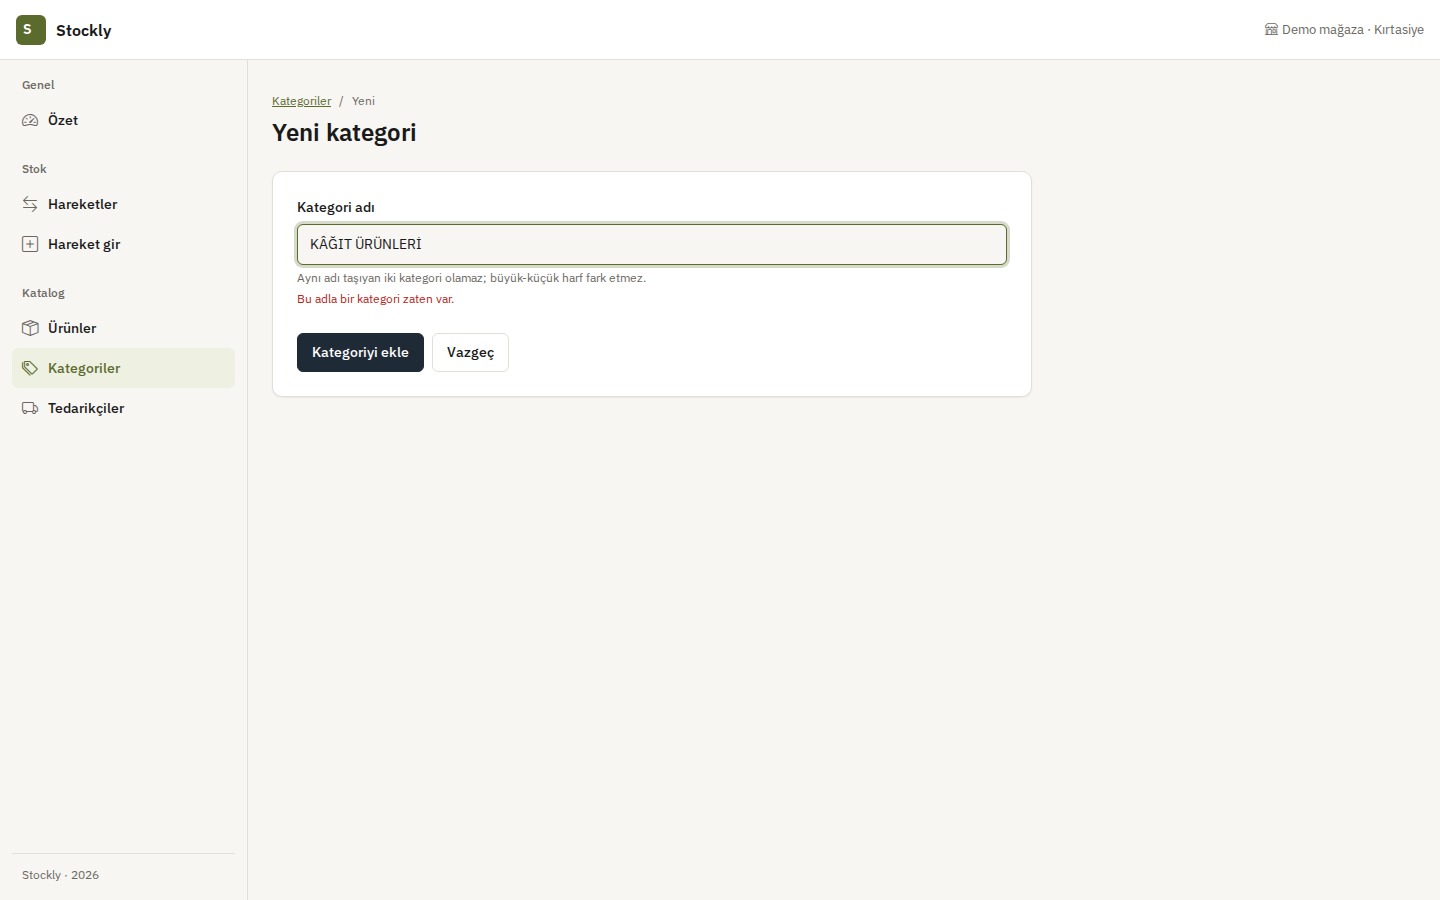 S Stockly
Demo mağaza · Kırtasiye
Genel
Özet
Stok
Hareketler
Hareket gir
Katalog
Ürünler
Kategoriler
Tedarikçiler
Stockly · 2026
Kategoriler / Yeni
Yeni kategori
Kategori adı
KÂĞIT ÜRÜNLERİ
Aynı adı taşıyan iki kategori olamaz; büyük-küçük harf fark etmez.
Bu adla bir kategori zaten var.
Kategoriyi ekle Vazgeç